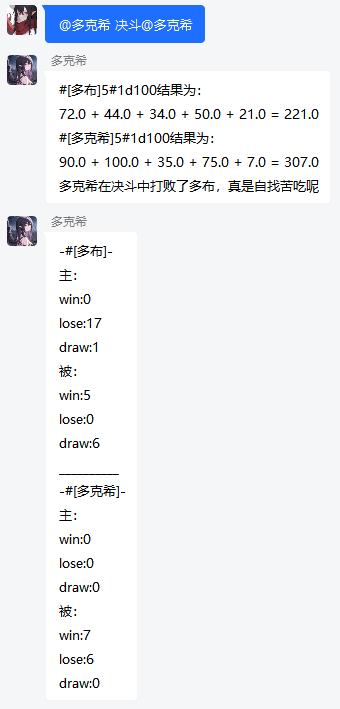 @多克希 决斗@多克希
多克希
#[多布]5#1d100结果为：
72.0 + 44.0 + 34.0 + 50.0 + 21.0 = 221.0
#[多克希]5#1d100结果为：
90.0 + 100.0 + 35.0 + 75.0 + 7.0 = 307.0
多克希在决斗中打败了多布，真是自找苦吃呢
多克希
-#[多布]-
主：
win:0
lose:17
draw:1
被：
win:5
lose:0
draw:6
__________
-#[多克希]-
主：
win:0
lose:0
draw:0
被：
win:7
lose:6
draw:0